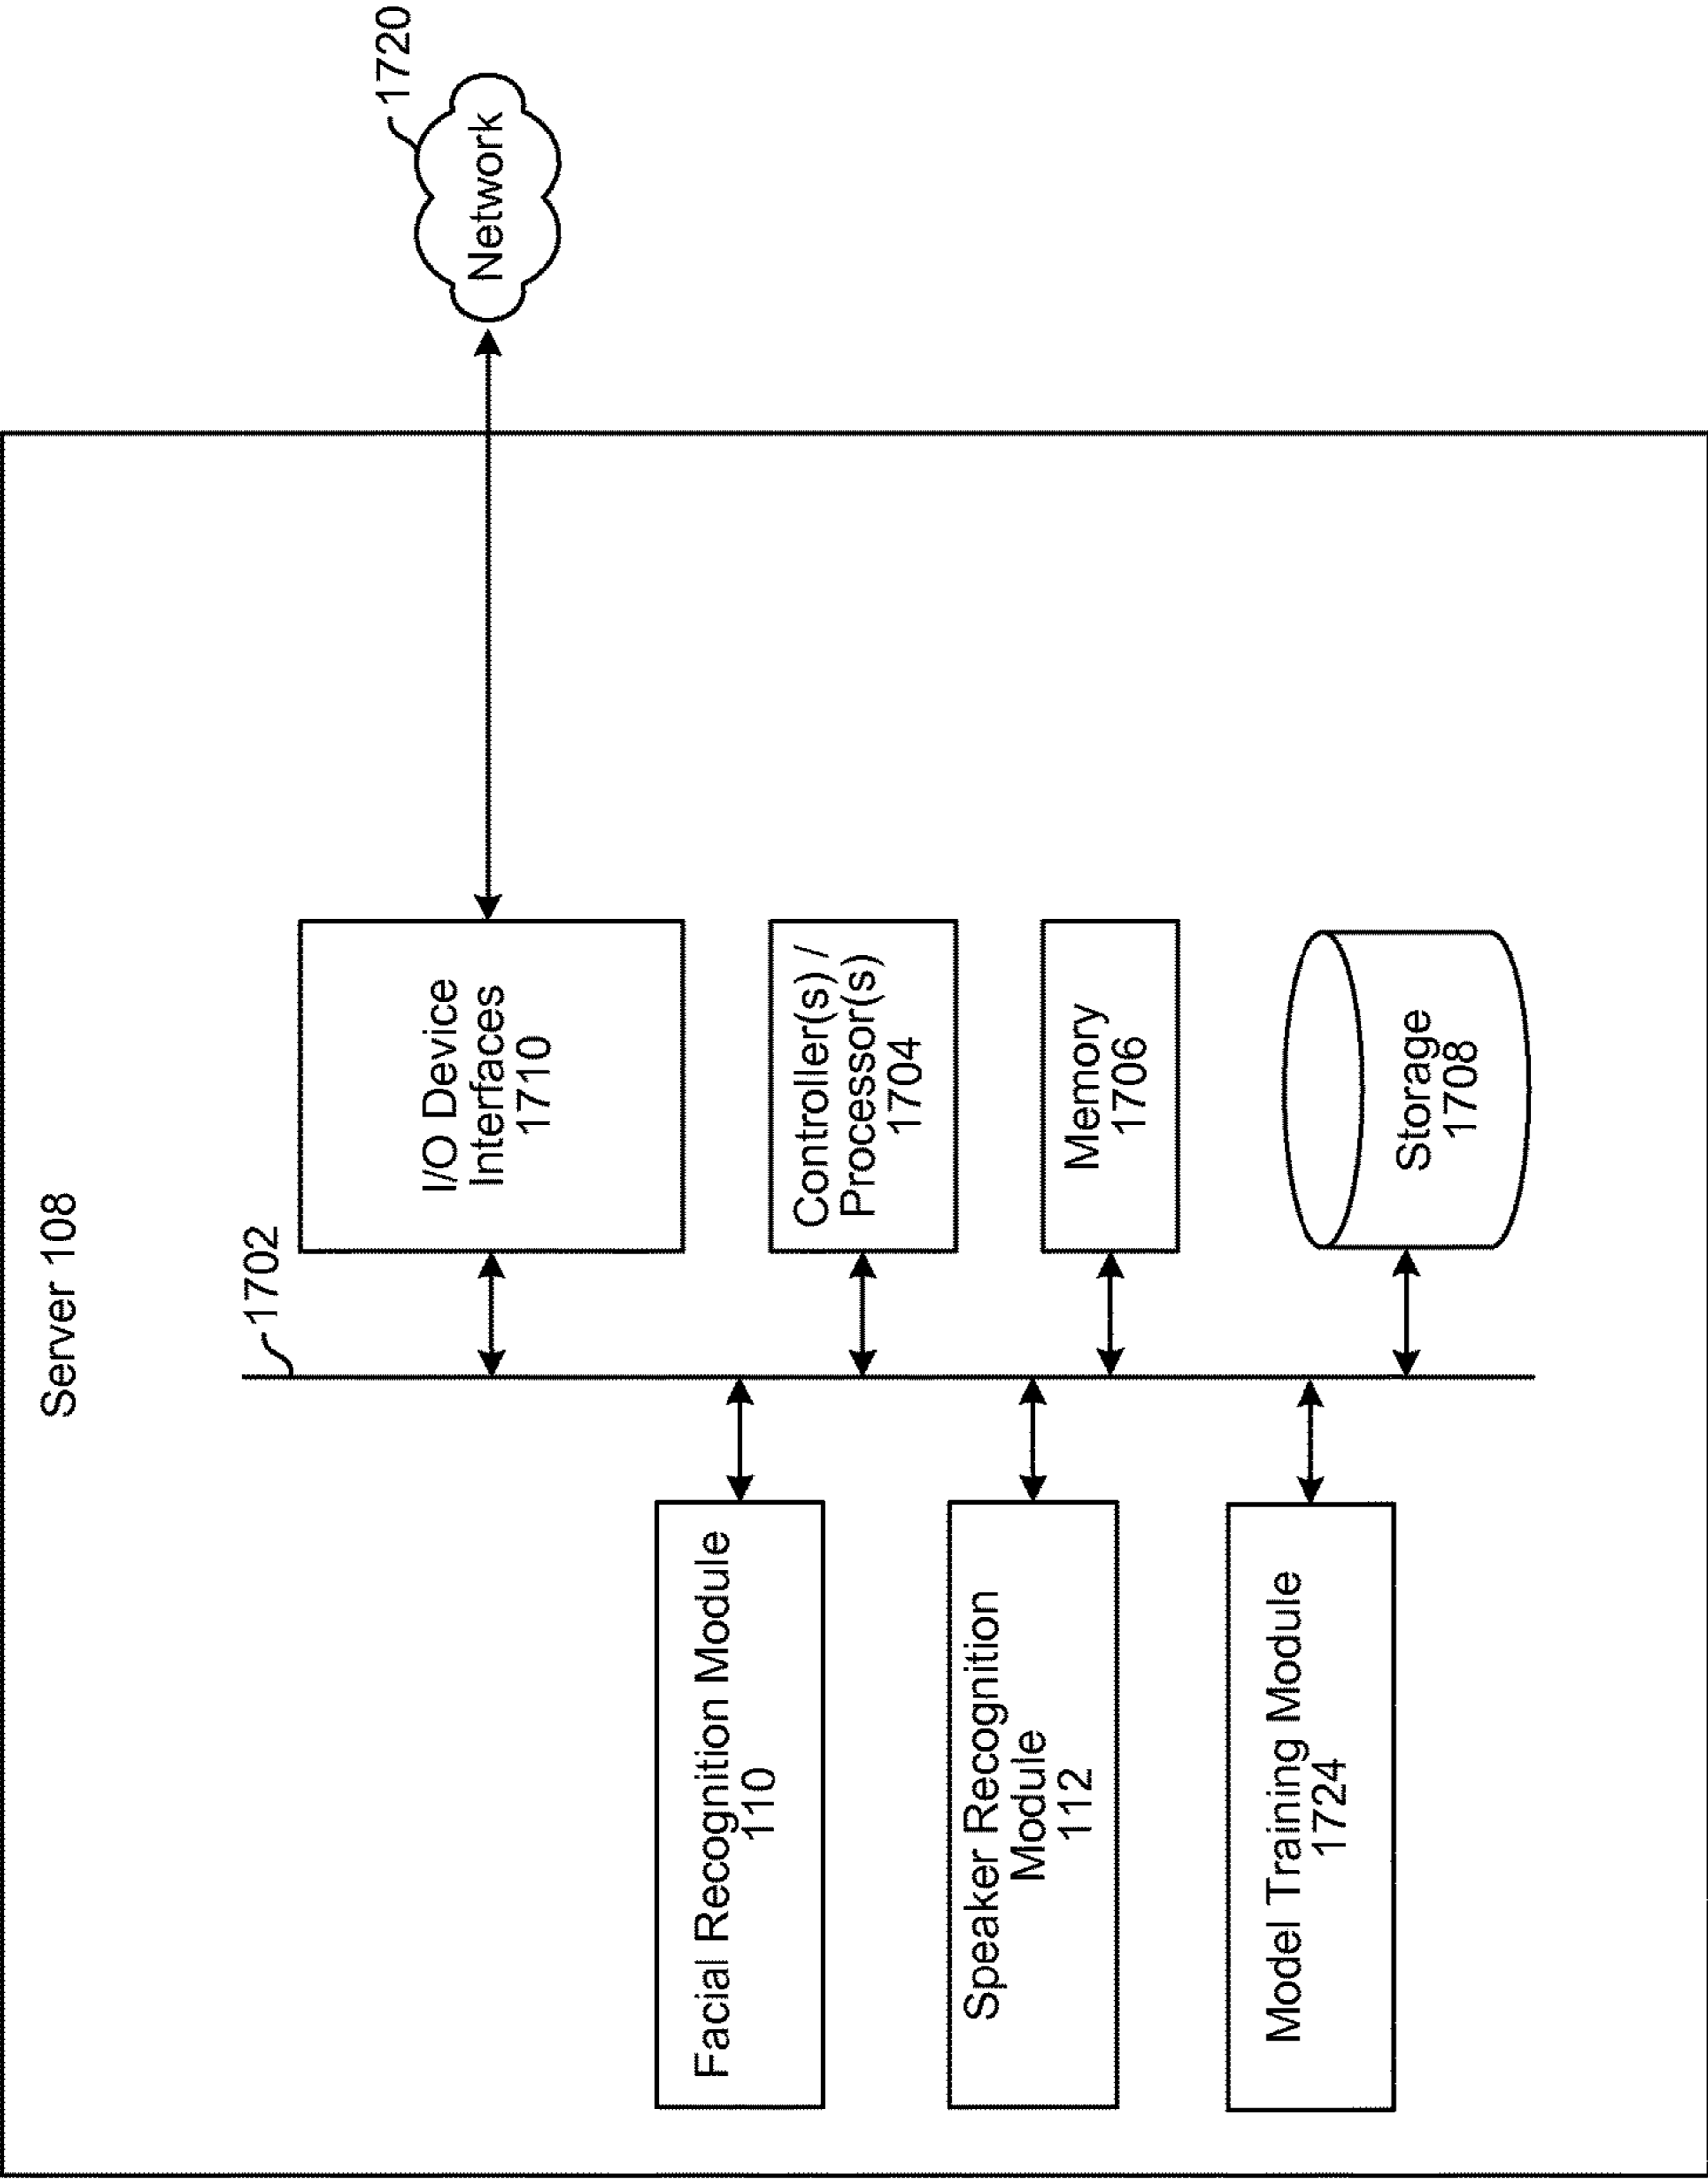 Server 108
1702
I/O Device
Interfaces
1710
1720
Network
Facial Recognition Module
110
Controller(s) /
Processor(s)
1704
Speaker Recognition
Module
112
Memory
1706
Model Training Module
1724
Storage
1708